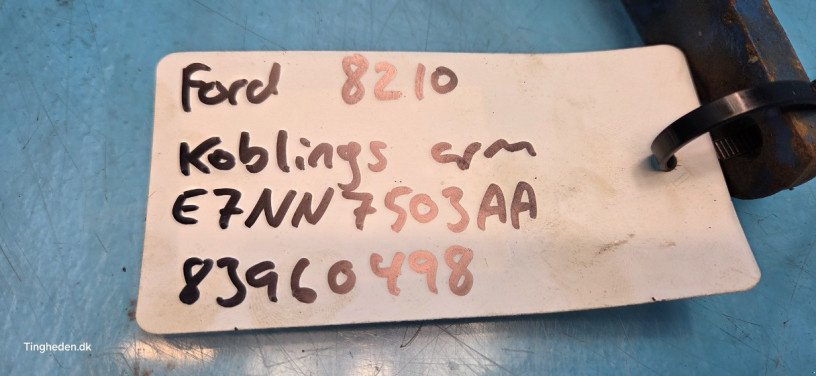 Ford 8210
Koblings arm
E7NN7503AA
83960498
Tingheden.dk